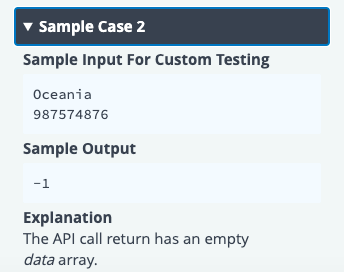 ▼ Sample Case 2
Sample Input For Custom Testing
Oceania
987574876
Sample Output
-1
Explanation
The API call return has an empty
data array.